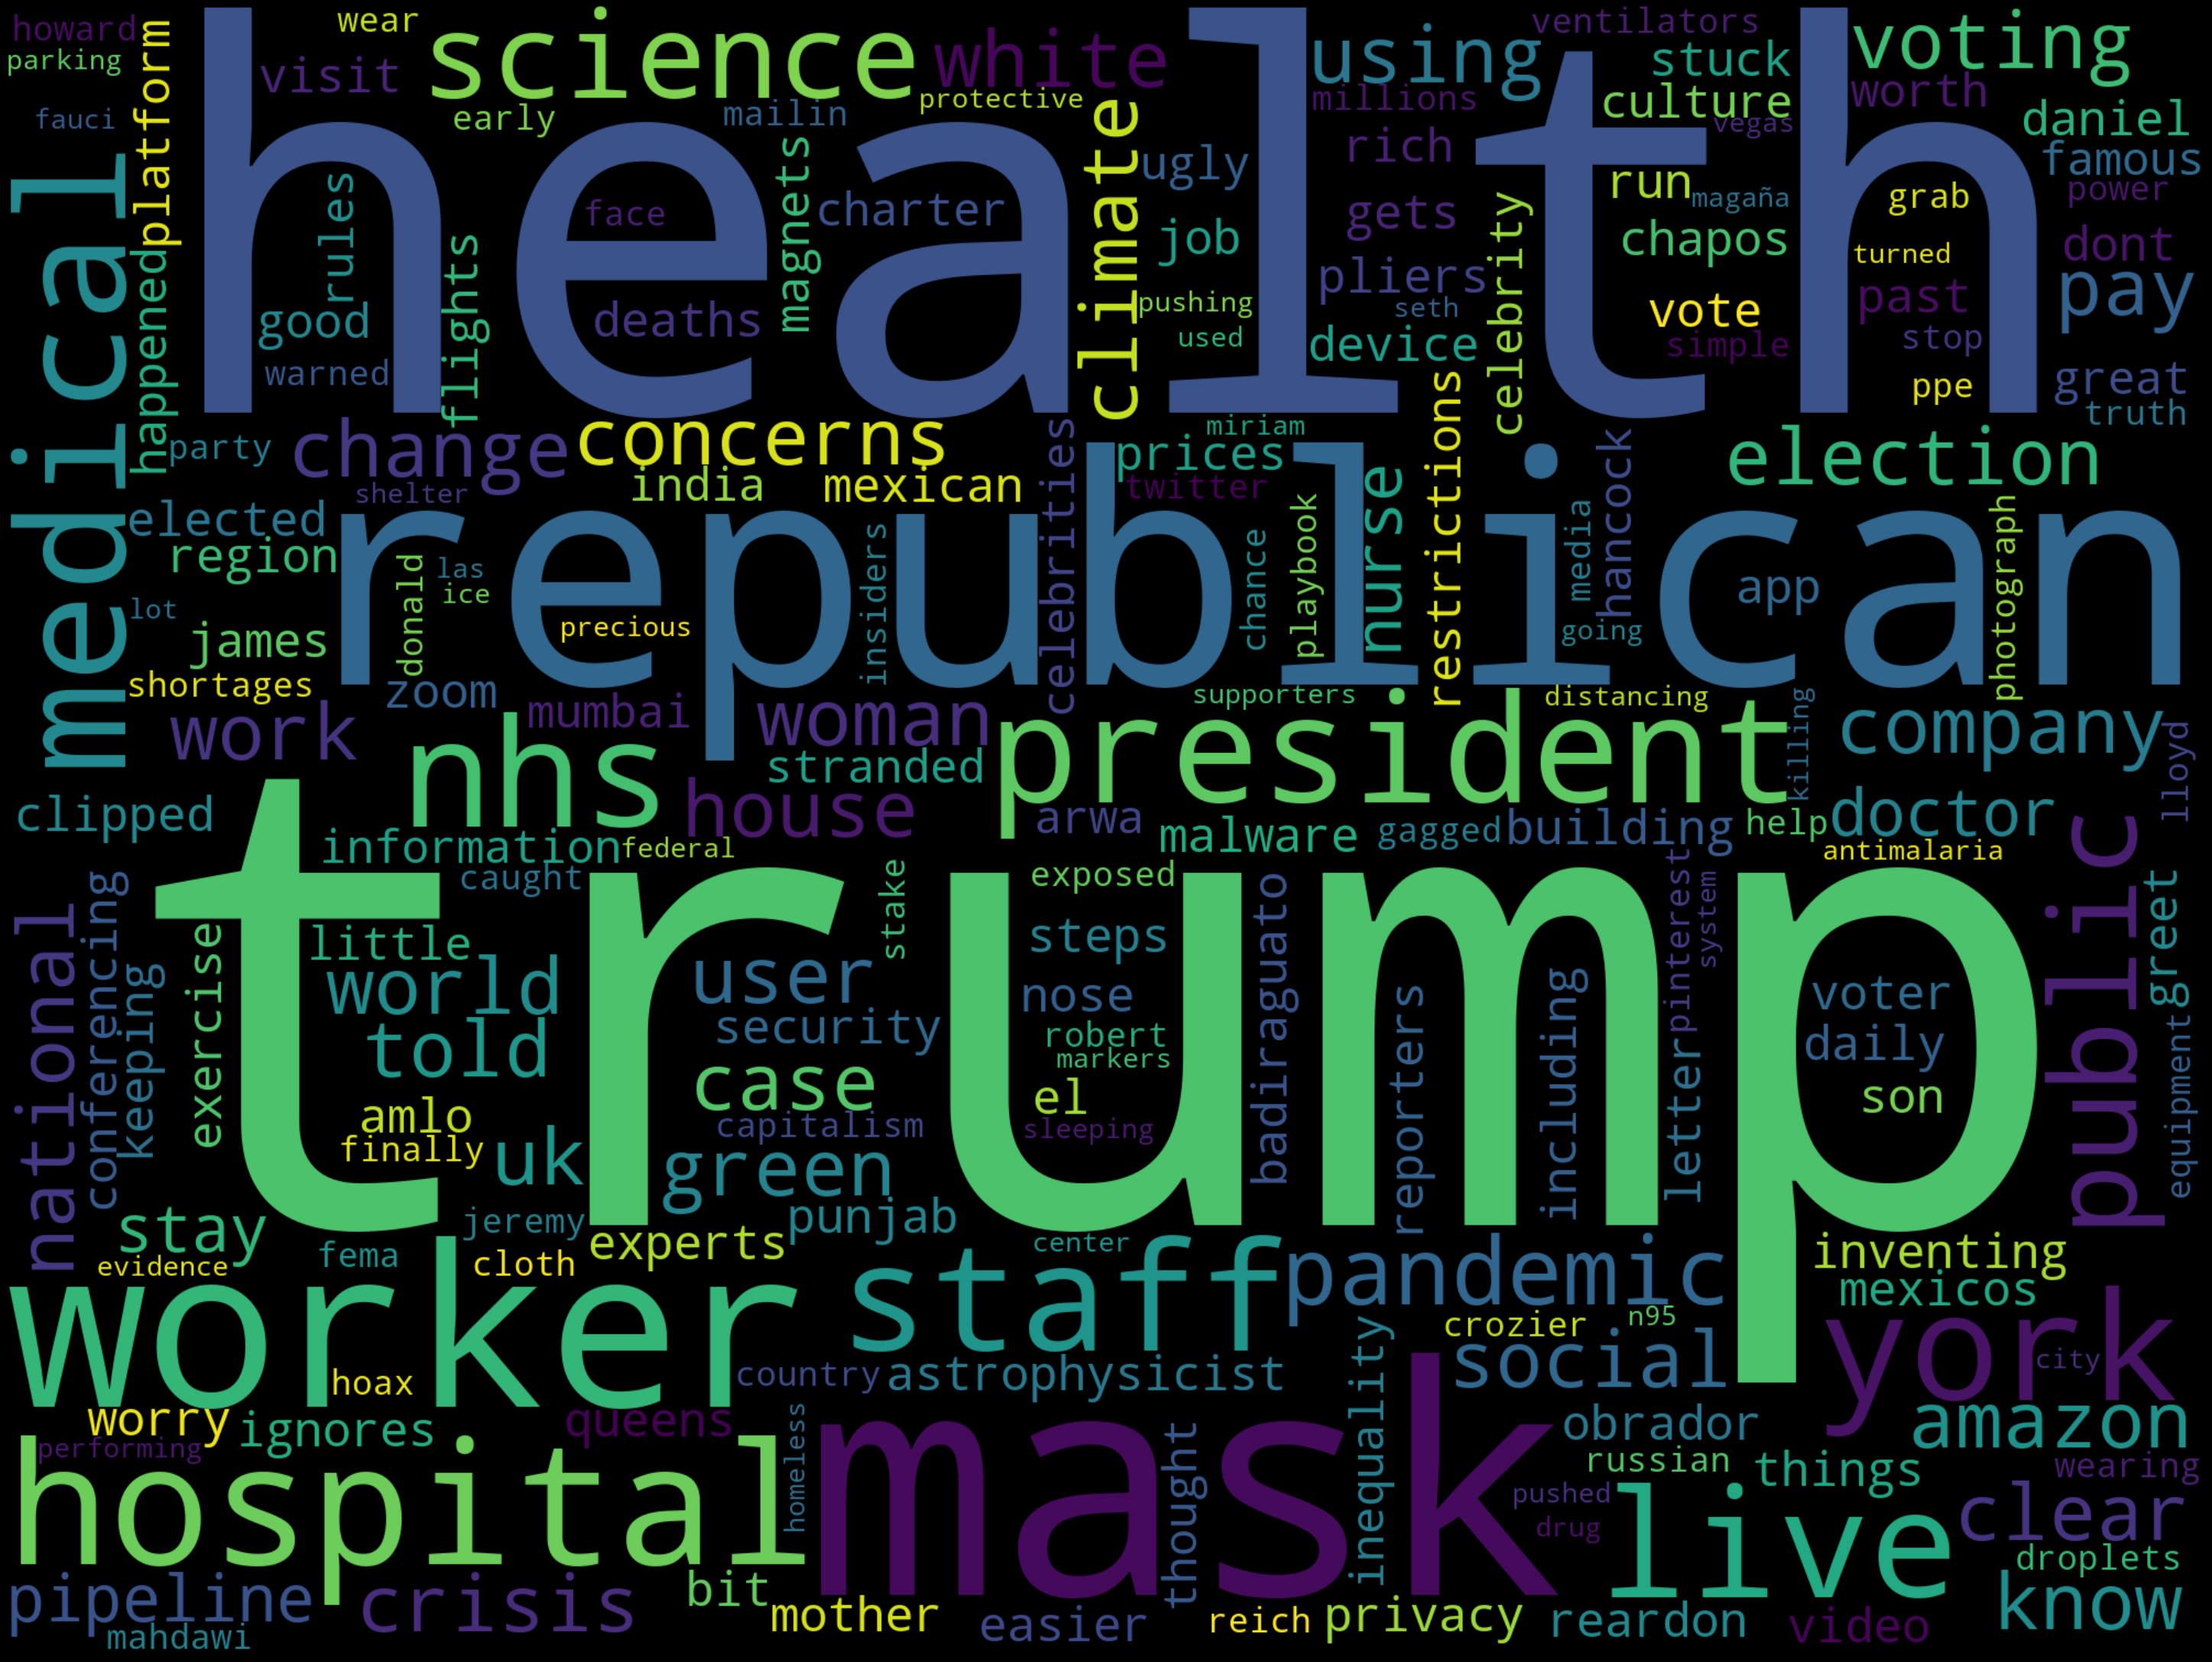 howard
parking
fauci
platform
wear
visit
science
early
white
mailin
protective
using
millions
ventilators
stuck
culture
vegas
voting
worth
daniel
famous
power
dont
pay
health
medical
rules
good
warned
flights
face
deaths
magnets
charter
climate
ugly
job
pushing
used
rich
gets
pliers
seth
device
celebrity
run
magaña
chapos
vote
simple
grab
turned
past
stop
ppe
great
truth
happened
party
change
shelter
concerns
india
mexican
celebrities
prices
miriam
twitter
nurse
restrictions
playbook
chance
media
hancock
going
election
photograph
app
elected
region
republican
lot
james
shortages
donald
las
ice
precious
insiders
zoom
work
mumbai
woman
supporters
distancing
nhs
stranded
president
killing
company
lloyd
clipped
house
arwa
malware
gagged
building
help
doctor
antimalaria
information
federal
caught
stake
exposed
pinterest
system
public
greet
trump
national
conferencing
keeping
exercise
little
world
told
user
security
case
capitalism
amlo
finally
uk
green
steps
nose
robert
markers
el
sleeping
badiraguato
reporters
including
letter
voter
daily
son
equipment
stay
evidence
fema
jeremy
cloth
experts
punjab
center
worker
staff
pandemic
inventing
mexicos
crozier
n95
social
york
city
hoax
country
astrophysicist
inequality
worry
ignores
queens
performing
homeless
hospital
mask
thought
obrador
russian
things
amazon
wearing
pushed
drug
live
clear
droplets
know
pipeline
mahdawi
crisis
bit
mother
easier
reich
privacy
reardon
video